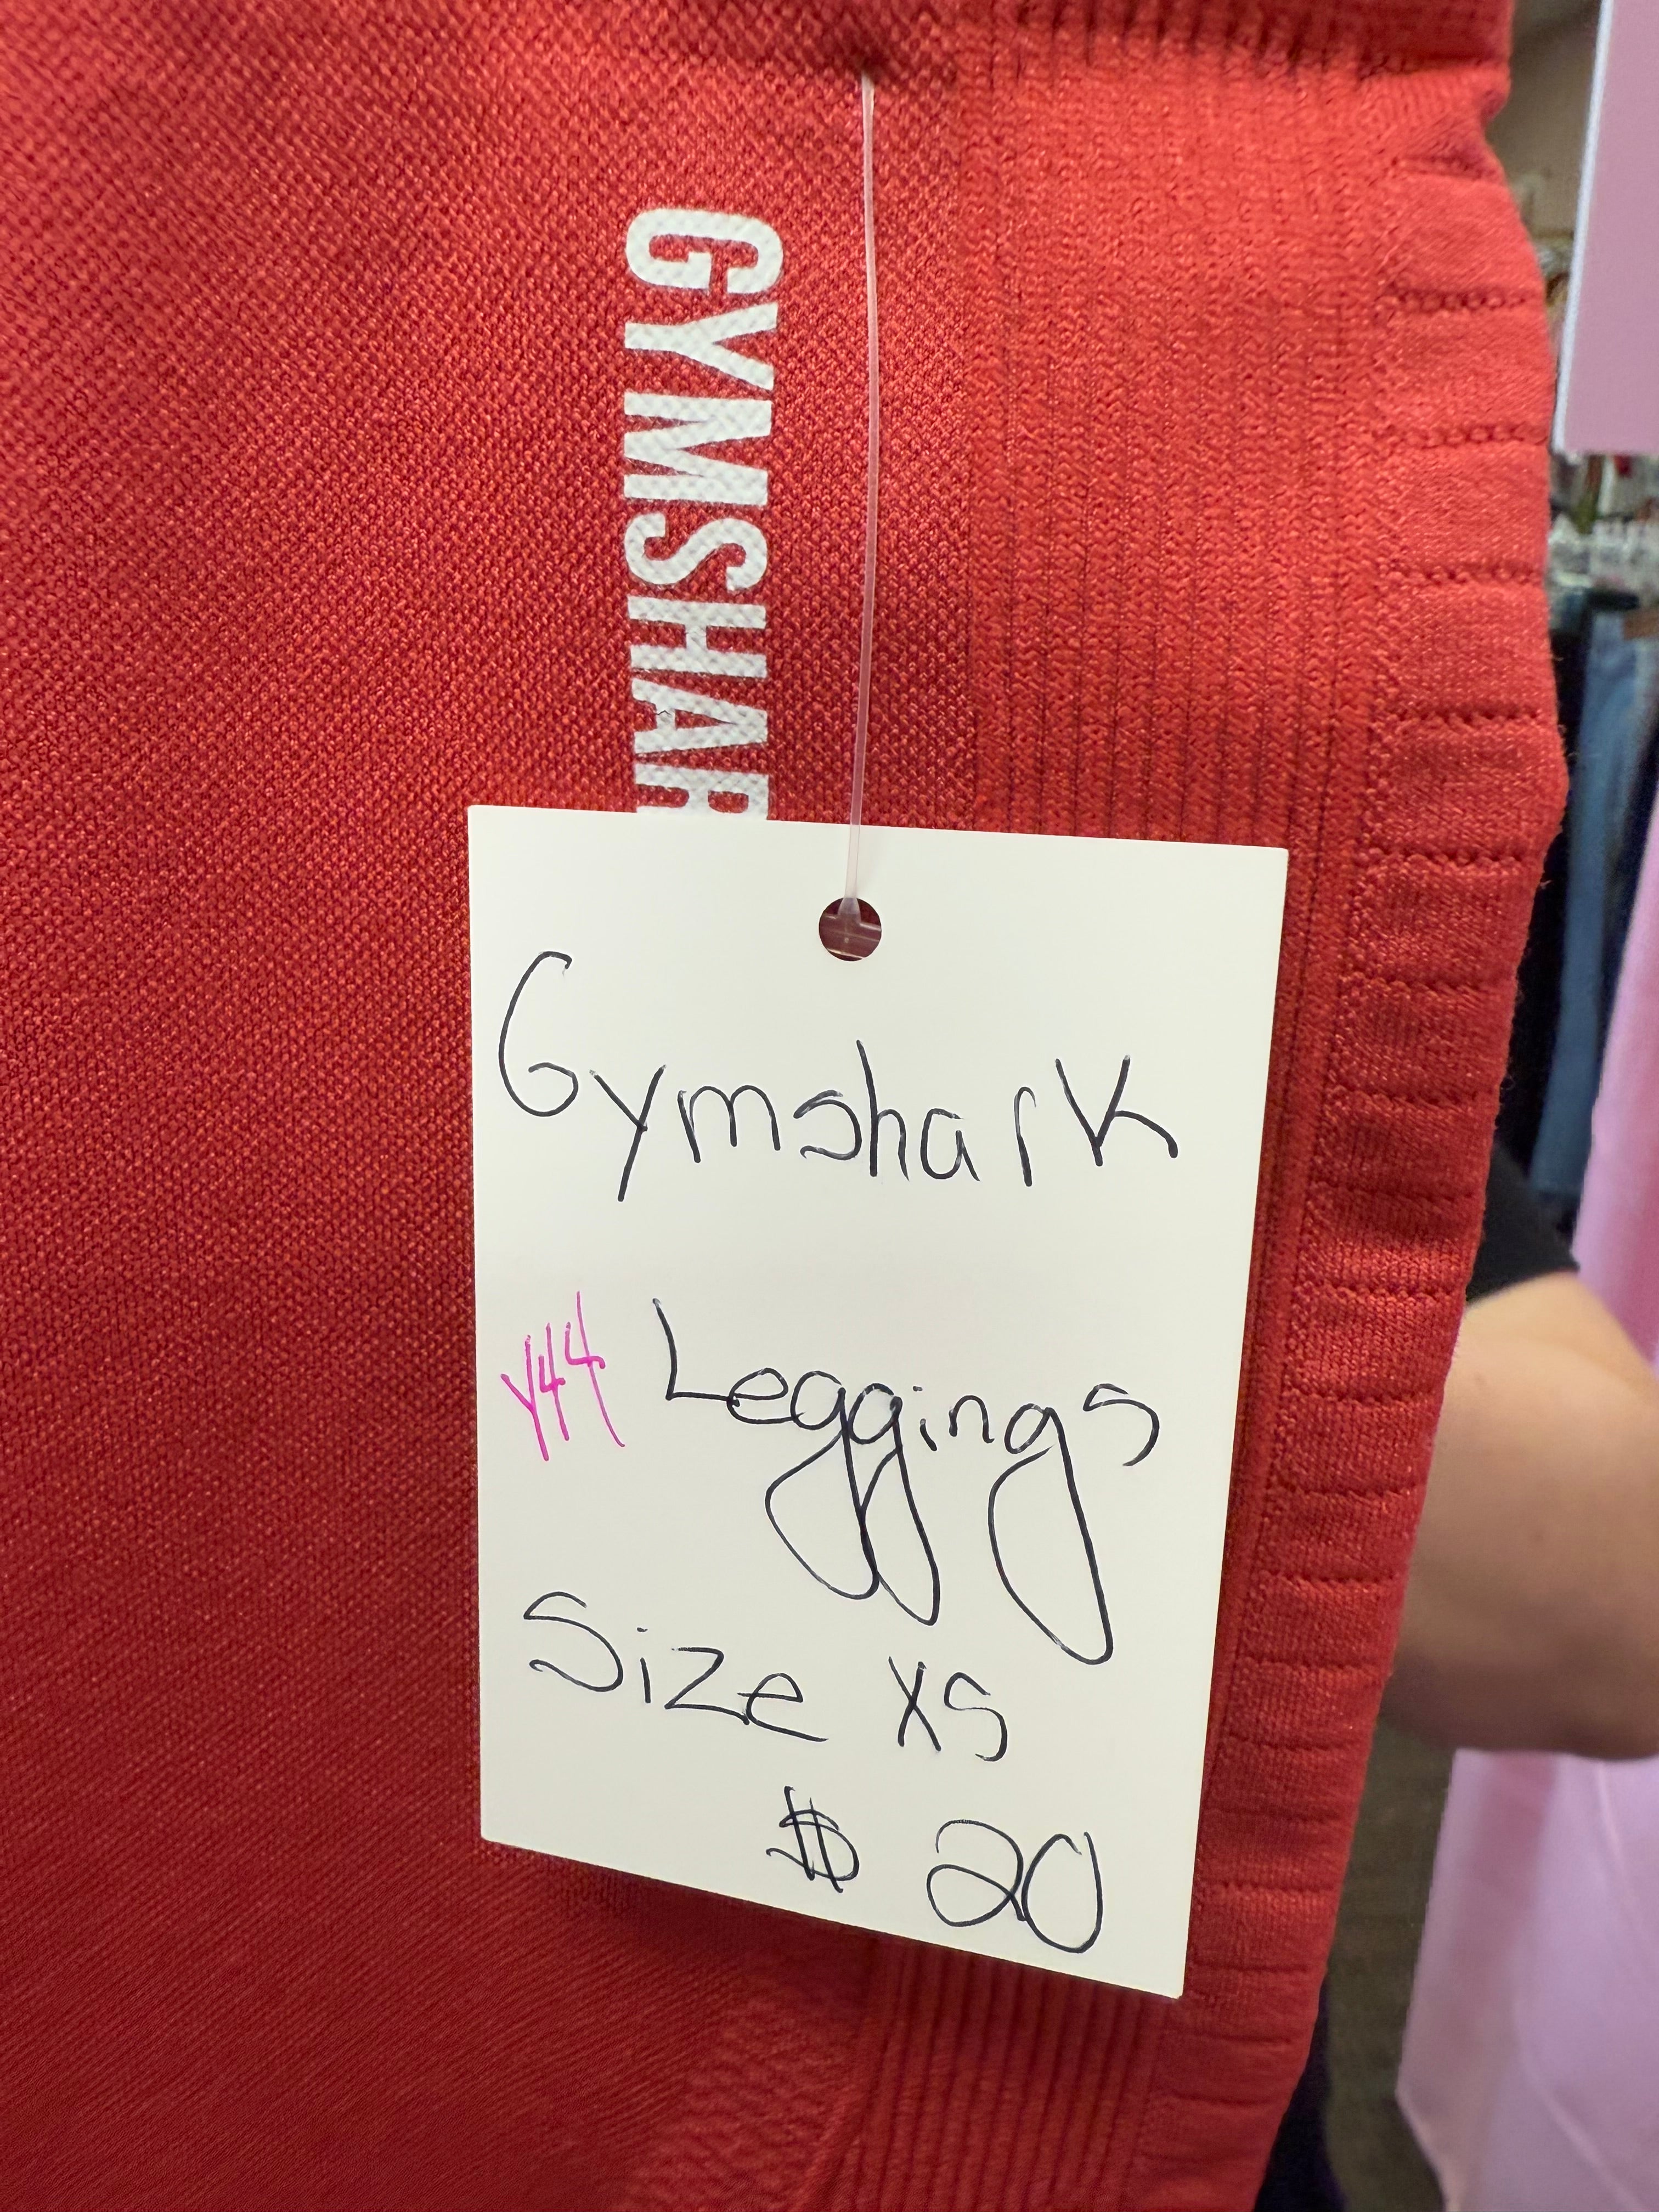 GYMSHAR
Gymshark
Y44 Leggings
Size XS
$ 20